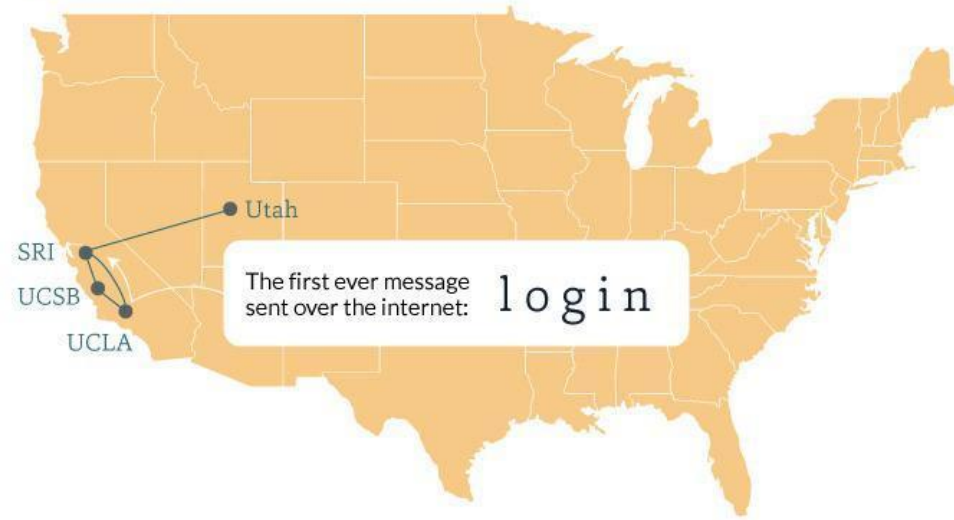 Utah
SRI
UCSB
UCLA
The first ever message
sent over the internet:
login